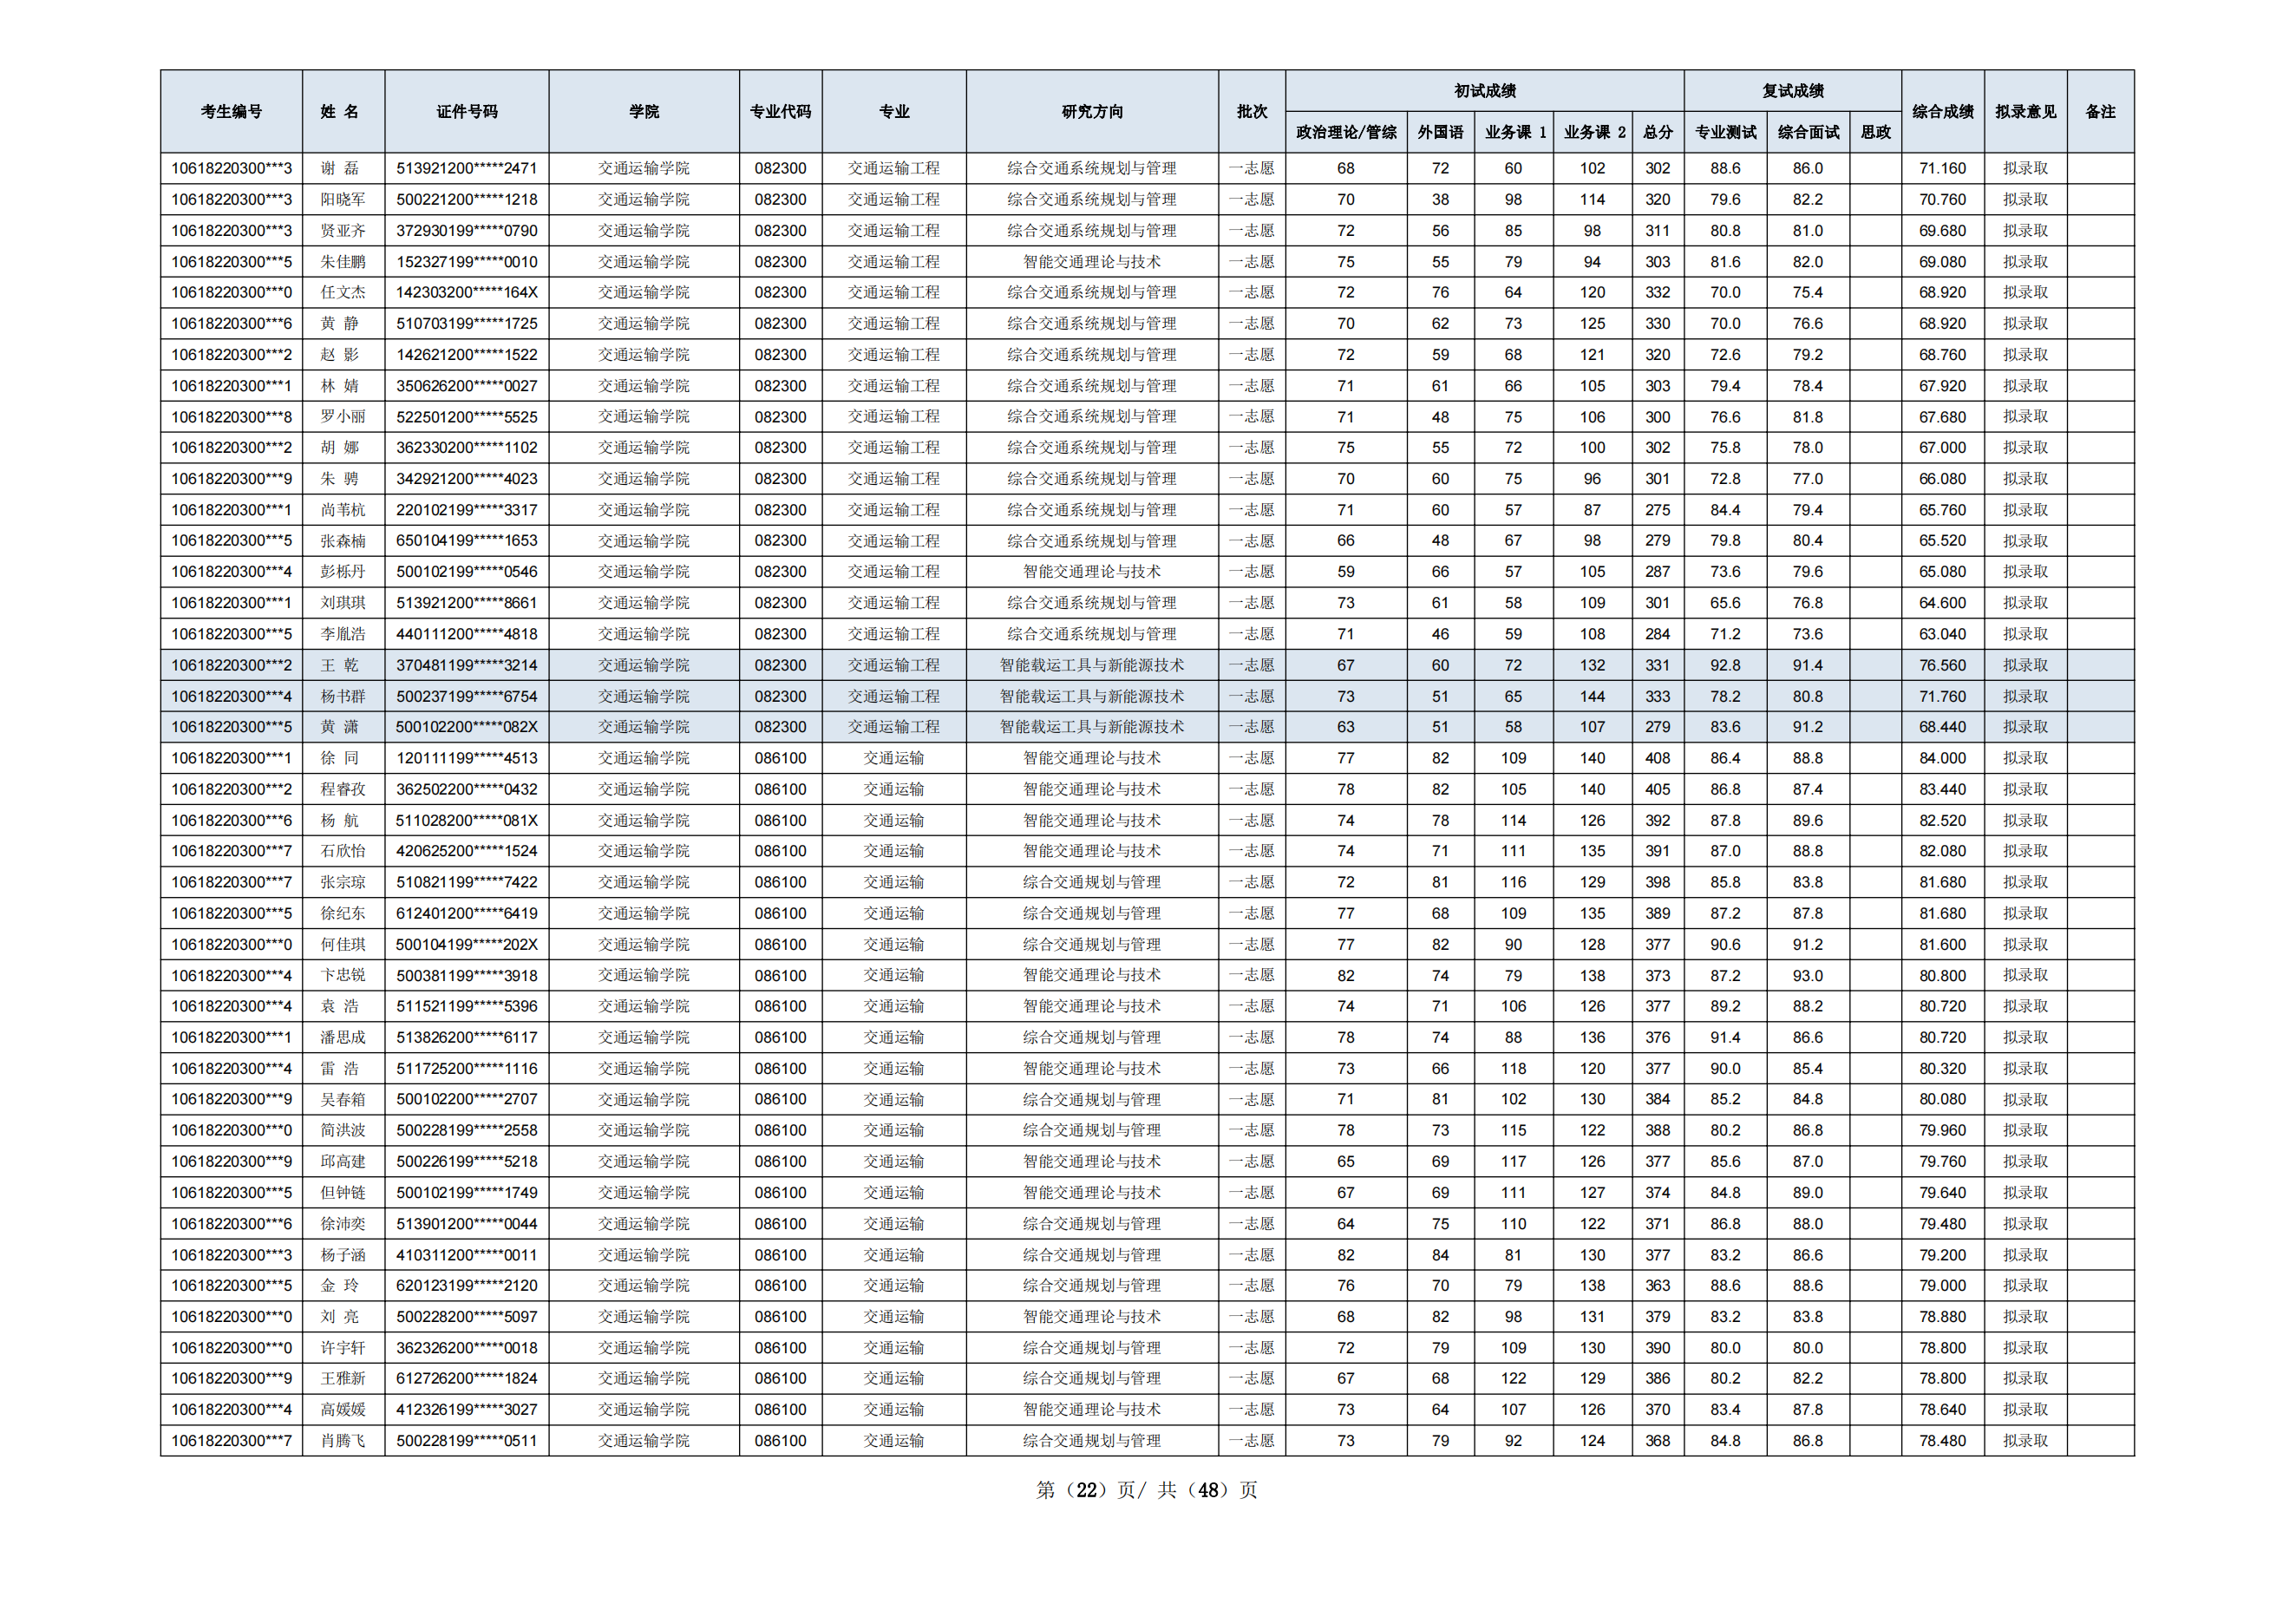 考生编号 姓 名 证件号码 学院 专业代码 专业 研究方向 批次 初试成绩 复试成绩 综合成绩 拟录意见 备注
政治理论/管综 外国语 业务课 1 业务课 2 总分 专业测试 综合面试 思政
10618220300***3 谢 磊 513921200*****2471 交通运输学院 082300 交通运输工程 综合交通系统规划与管理 一志愿 68 72 60 102 302 88.6 86.0 71.160 拟录取
10618220300***3 阳晓军 500221200*****1218 交通运输学院 082300 交通运输工程 综合交通系统规划与管理 一志愿 70 38 98 114 320 79.6 82.2 70.760 拟录取
10618220300***3 贤亚齐 372930199*****0790 交通运输学院 082300 交通运输工程 综合交通系统规划与管理 一志愿 72 56 85 98 311 80.8 81.0 69.680 拟录取
10618220300***5 朱佳鹏 152327199*****0010 交通运输学院 082300 交通运输工程 智能交通理论与技术 一志愿 75 55 79 94 303 81.6 82.0 69.080 拟录取
10618220300***0 任文杰 142303200*****164X 交通运输学院 082300 交通运输工程 综合交通系统规划与管理 一志愿 72 76 64 120 332 70.0 75.4 68.920 拟录取
10618220300***6 黄 静 510703199*****1725 交通运输学院 082300 交通运输工程 综合交通系统规划与管理 一志愿 70 62 73 125 330 70.0 76.6 68.920 拟录取
10618220300***2 赵 影 142621200*****1522 交通运输学院 082300 交通运输工程 综合交通系统规划与管理 一志愿 72 59 68 121 320 72.6 79.2 68.760 拟录取
10618220300***1 林 婧 350626200*****0027 交通运输学院 082300 交通运输工程 综合交通系统规划与管理 一志愿 71 61 66 105 303 79.4 78.4 67.920 拟录取
10618220300***8 罗小丽 522501200*****5525 交通运输学院 082300 交通运输工程 综合交通系统规划与管理 一志愿 71 48 75 106 300 76.6 81.8 67.680 拟录取
10618220300***2 胡 娜 362330200*****1102 交通运输学院 082300 交通运输工程 综合交通系统规划与管理 一志愿 75 55 72 100 302 75.8 78.0 67.000 拟录取
10618220300***9 朱 骋 342921200*****4023 交通运输学院 082300 交通运输工程 综合交通系统规划与管理 一志愿 70 60 75 96 301 72.8 77.0 66.080 拟录取
10618220300***1 尚苇杭 220102199*****3317 交通运输学院 082300 交通运输工程 综合交通系统规划与管理 一志愿 71 60 57 87 275 84.4 79.4 65.760 拟录取
10618220300***5 张森楠 650104199*****1653 交通运输学院 082300 交通运输工程 综合交通系统规划与管理 一志愿 66 48 67 98 279 79.8 80.4 65.520 拟录取
10618220300***4 彭栎丹 500102199*****0546 交通运输学院 082300 交通运输工程 智能交通理论与技术 一志愿 59 66 57 105 287 73.6 79.6 65.080 拟录取
10618220300***1 刘琪琪 513921200*****8661 交通运输学院 082300 交通运输工程 综合交通系统规划与管理 一志愿 73 61 58 109 301 65.6 76.8 64.600 拟录取
10618220300***5 李胤浩 440111200*****4818 交通运输学院 082300 交通运输工程 综合交通系统规划与管理 一志愿 71 46 59 108 284 71.2 73.6 63.040 拟录取
10618220300***2 王 乾 370481199*****3214 交通运输学院 082300 交通运输工程 智能载运工具与新能源技术 一志愿 67 60 72 132 331 92.8 91.4 76.560 拟录取
10618220300***4 杨书群 500237199*****6754 交通运输学院 082300 交通运输工程 智能载运工具与新能源技术 一志愿 73 51 65 144 333 78.2 80.8 71.760 拟录取
10618220300***5 黄 潇 500102200*****082X 交通运输学院 082300 交通运输工程 智能载运工具与新能源技术 一志愿 63 51 58 107 279 83.6 91.2 68.440 拟录取
10618220300***1 徐 同 120111199*****4513 交通运输学院 086100 交通运输 智能交通理论与技术 一志愿 77 82 109 140 408 86.4 88.8 84.000 拟录取
10618220300***2 程睿孜 362502200*****0432 交通运输学院 086100 交通运输 智能交通理论与技术 一志愿 78 82 105 140 405 86.8 87.4 83.440 拟录取
10618220300***6 杨 航 511028200*****081X 交通运输学院 086100 交通运输 智能交通理论与技术 一志愿 74 78 114 126 392 87.8 89.6 82.520 拟录取
10618220300***7 石欣怡 420625200*****1524 交通运输学院 086100 交通运输 智能交通理论与技术 一志愿 74 71 111 135 391 87.0 88.8 82.080 拟录取
10618220300***7 张宗琼 510821199*****7422 交通运输学院 086100 交通运输 综合交通规划与管理 一志愿 72 81 116 129 398 85.8 83.8 81.680 拟录取
10618220300***5 徐纪东 612401200*****6419 交通运输学院 086100 交通运输 综合交通规划与管理 一志愿 77 68 109 135 389 87.2 87.8 81.680 拟录取
10618220300***0 何佳琪 500104199*****202X 交通运输学院 086100 交通运输 综合交通规划与管理 一志愿 77 82 90 128 377 90.6 91.2 81.600 拟录取
10618220300***4 卞忠锐 500381199*****3918 交通运输学院 086100 交通运输 智能交通理论与技术 一志愿 82 74 79 138 373 87.2 93.0 80.800 拟录取
10618220300***4 袁 浩 511521199*****5396 交通运输学院 086100 交通运输 智能交通理论与技术 一志愿 74 71 106 126 377 89.2 88.2 80.720 拟录取
10618220300***1 潘思成 513826200*****6117 交通运输学院 086100 交通运输 综合交通规划与管理 一志愿 78 74 88 136 376 91.4 86.6 80.720 拟录取
10618220300***4 雷 浩 511725200*****1116 交通运输学院 086100 交通运输 智能交通理论与技术 一志愿 73 66 118 120 377 90.0 85.4 80.320 拟录取
10618220300***9 吴春箱 500102200*****2707 交通运输学院 086100 交通运输 综合交通规划与管理 一志愿 71 81 102 130 384 85.2 84.8 80.080 拟录取
10618220300***0 简洪波 500228199*****2558 交通运输学院 086100 交通运输 综合交通规划与管理 一志愿 78 73 115 122 388 80.2 86.8 79.960 拟录取
10618220300***9 邱高建 500226199*****5218 交通运输学院 086100 交通运输 智能交通理论与技术 一志愿 65 69 117 126 377 85.6 87.0 79.760 拟录取
10618220300***5 但钟链 500102199*****1749 交通运输学院 086100 交通运输 智能交通理论与技术 一志愿 67 69 111 127 374 84.8 89.0 79.640 拟录取
10618220300***6 徐沛奕 513901200*****0044 交通运输学院 086100 交通运输 综合交通规划与管理 一志愿 64 75 110 122 371 86.8 88.0 79.480 拟录取
10618220300***3 杨子涵 410311200*****0011 交通运输学院 086100 交通运输 综合交通规划与管理 一志愿 82 84 81 130 377 83.2 86.6 79.200 拟录取
10618220300***5 金 玲 620123199*****2120 交通运输学院 086100 交通运输 综合交通规划与管理 一志愿 76 70 79 138 363 88.6 88.6 79.000 拟录取
10618220300***0 刘 亮 500228200*****5097 交通运输学院 086100 交通运输 智能交通理论与技术 一志愿 68 82 98 131 379 83.2 83.8 78.880 拟录取
10618220300***0 许宇轩 362326200*****0018 交通运输学院 086100 交通运输 综合交通规划与管理 一志愿 72 79 109 130 390 80.0 80.0 78.800 拟录取
10618220300***9 王雅新 612726200*****1824 交通运输学院 086100 交通运输 综合交通规划与管理 一志愿 67 68 122 129 386 80.2 82.2 78.800 拟录取
10618220300***4 高媛媛 412326199*****3027 交通运输学院 086100 交通运输 智能交通理论与技术 一志愿 73 64 107 126 370 83.4 87.8 78.640 拟录取
10618220300***7 肖腾飞 500228199*****0511 交通运输学院 086100 交通运输 综合交通规划与管理 一志愿 73 79 92 124 368 84.8 86.8 78.480 拟录取
第（22）页/ 共（48）页